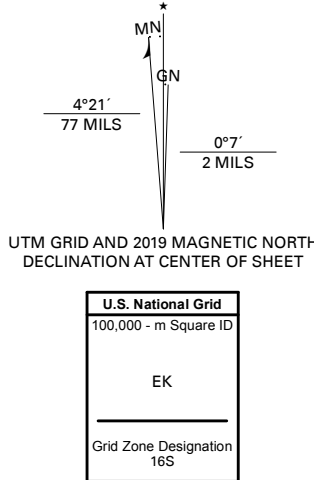 MN
GN
4°21´
77 MILS
0°7´
2 MILS
UTM GRID AND 2019 MAGNETIC NORTH
DECLINATION AT CENTER OF SHEET
U.S. National Grid
100,000 - m Square ID
EK
Grid Zone Designation
16S